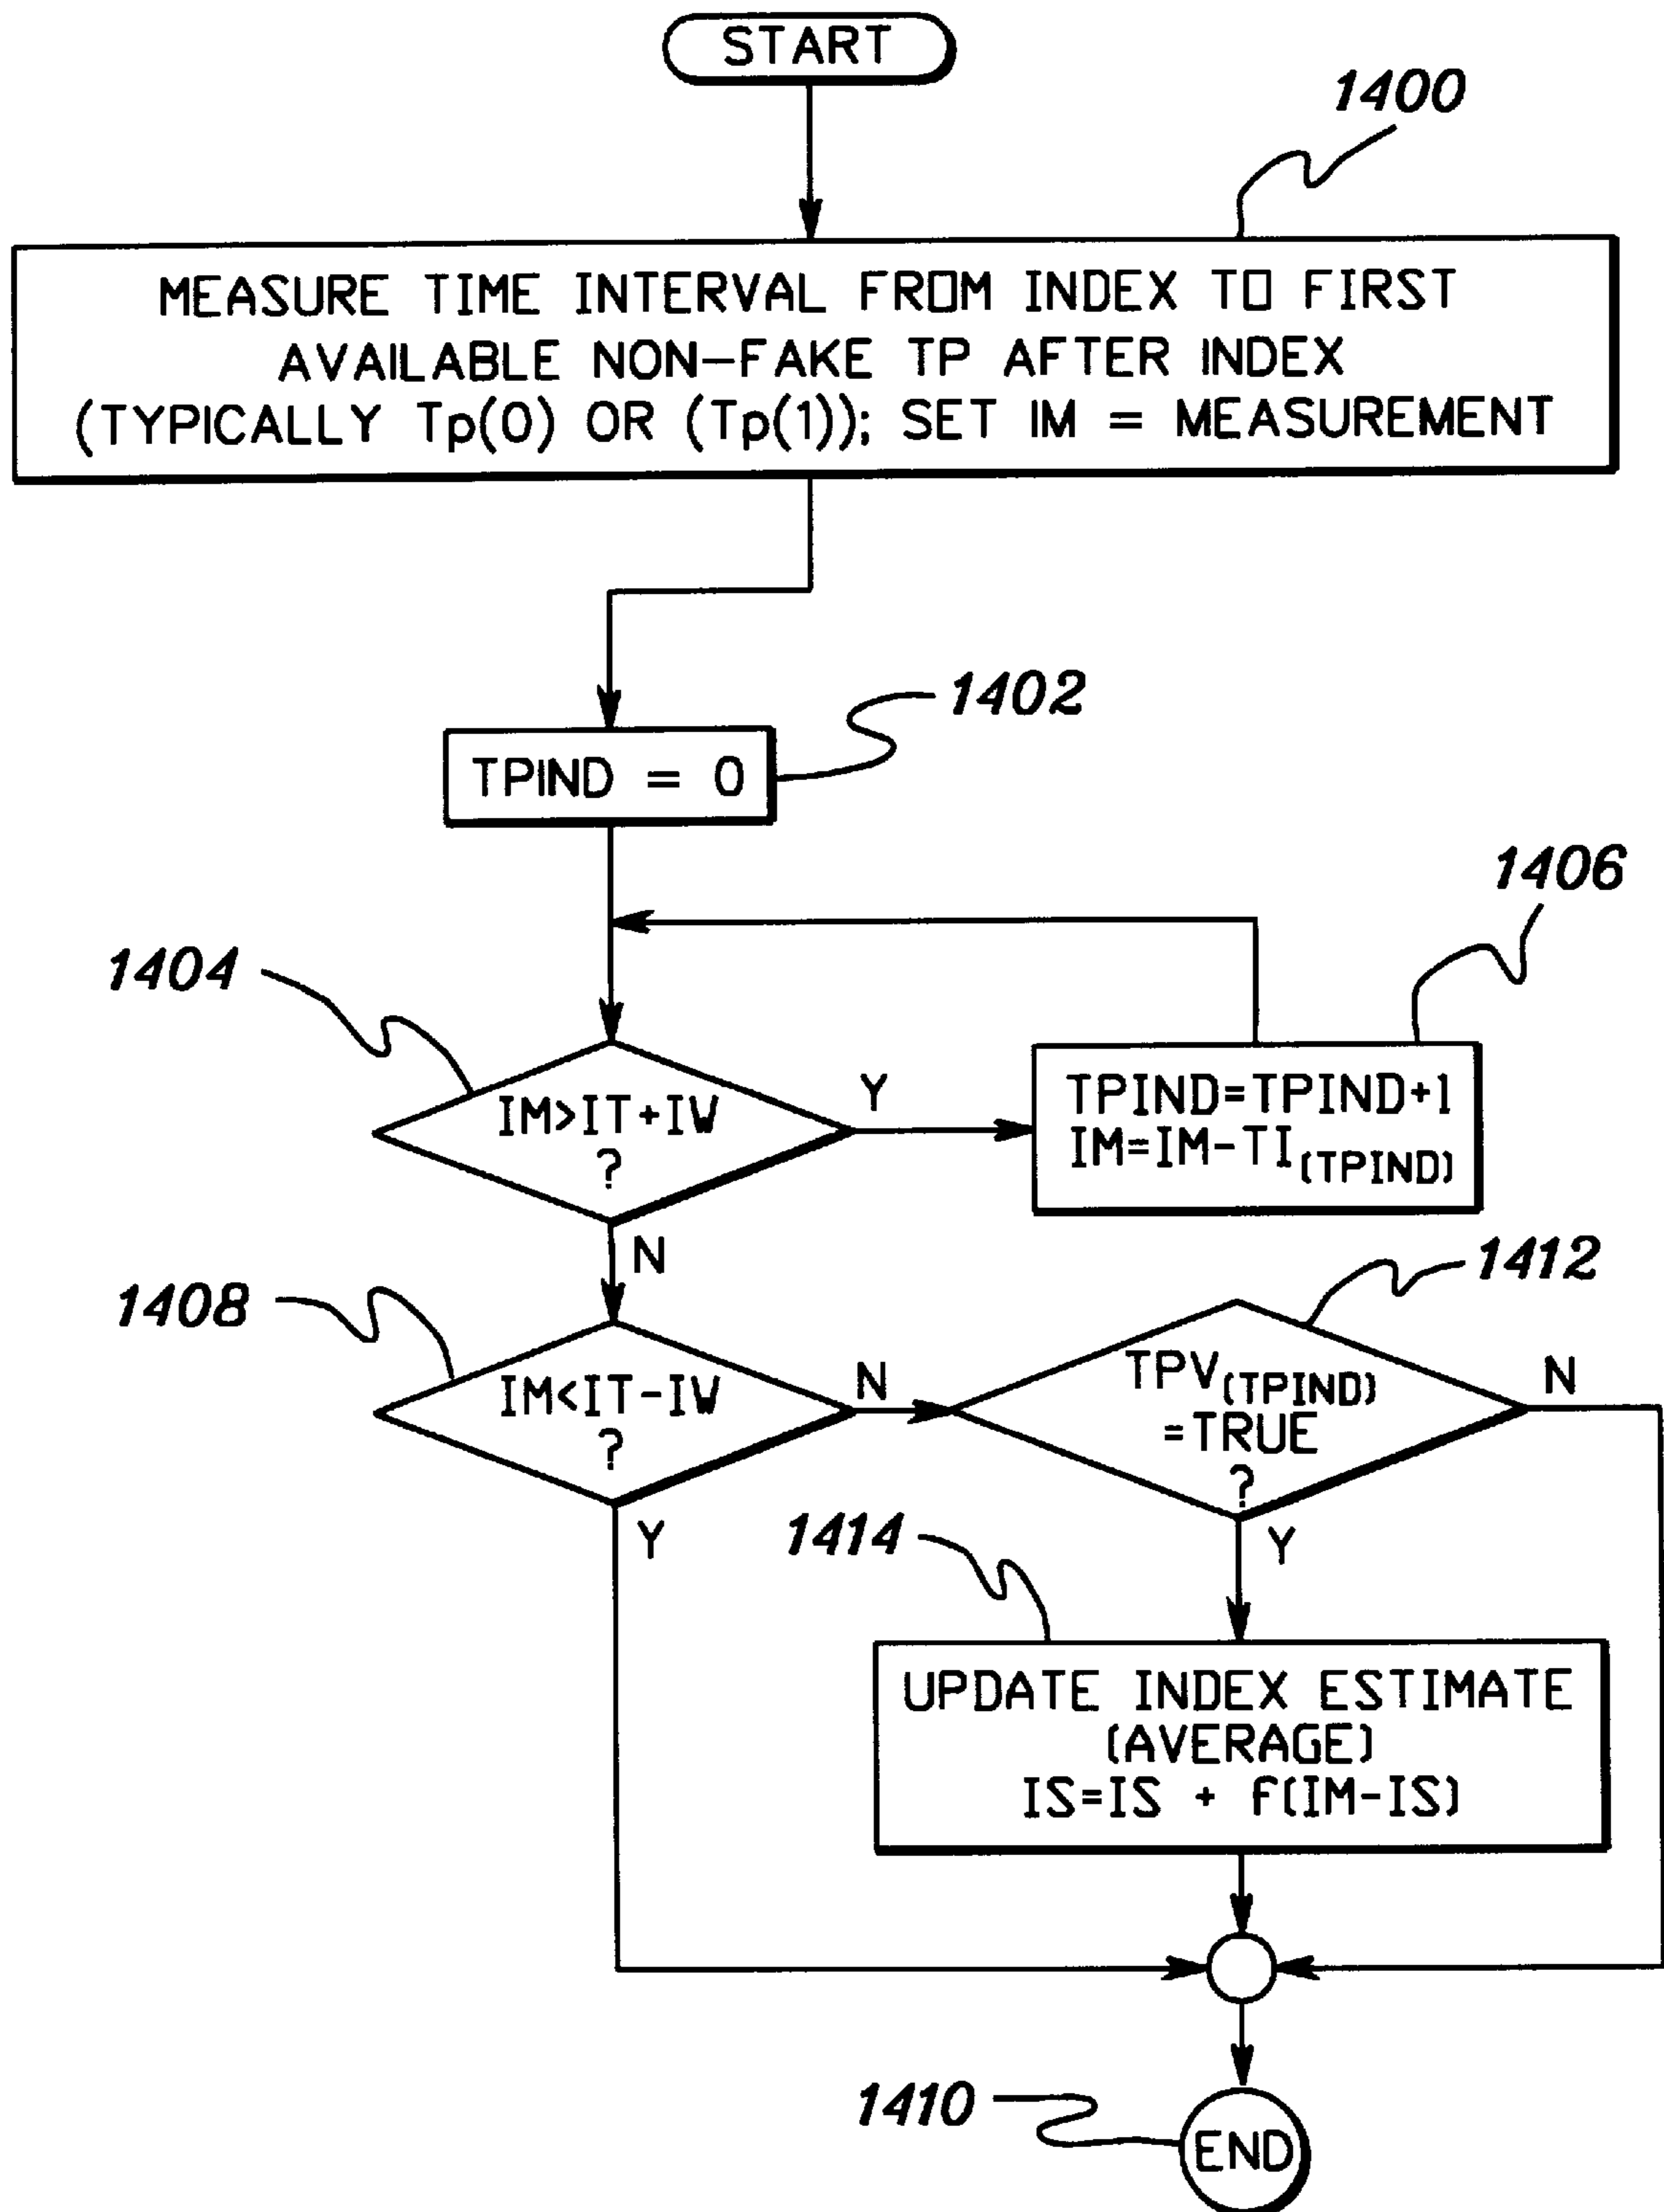 START
1400
MEASURE TIME INTERVAL FROM INDEX TO FIRST
AVAILABLE NON-FAKE TP AFTER INDEX
(TYPICALLY Tp(0) OR (Tp(1)); SET IM = MEASUREMENT
1402
TPIND = 0
1406
1404
IM>IT+IW
?
Y
TPIND=TPIND+1
IM=IM-TI(TPIND)
N
1412
1408
IM<IT-IW
?
N
TPV(TPIND)
=TRUE
?
N
Y
1414
Y
UPDATE INDEX ESTIMATE
(AVERAGE)
IS=IS + f(IM-IS)
1410
END